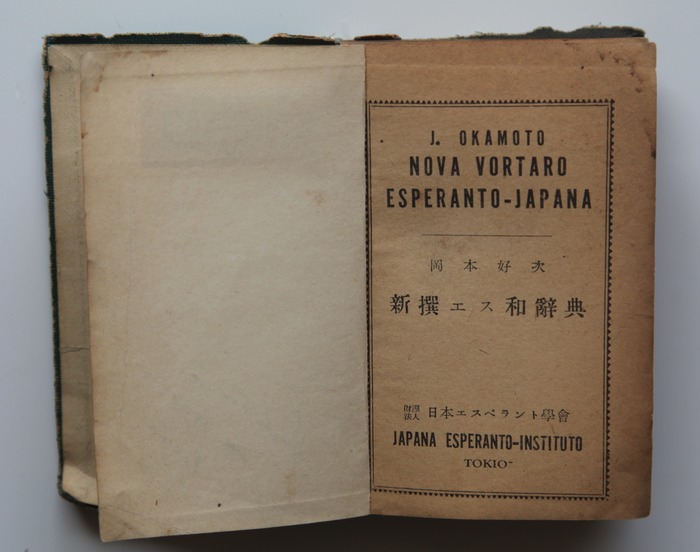 J. OKAMOTO
NOVA VORTARO
ESPERANTO-JAPANA
岡本好次
新撰エス和辭典
財團法人 日本エスペラント學會
JAPANA ESPERANTO-INSTITUTO
TOKIO